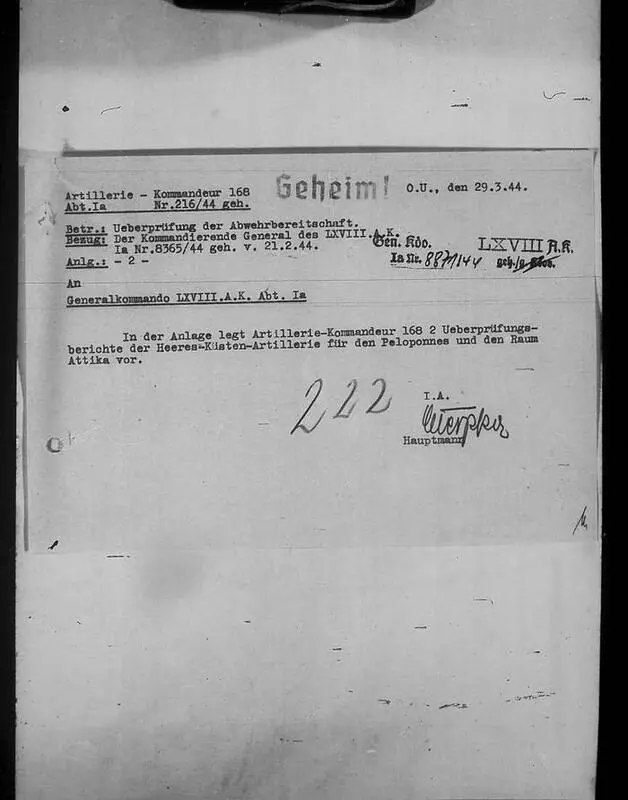 Artillerie - Kommandeur 168 Geheim! O.U., den 29.3.44.
Abt.Ia Nr.216/44 geh.
Betr.: Ueberprüfung der Abwehrbereitschaft.
Bezug: Der Kommandierende General des LXVIII.A.K.
Ia Nr.8365/44 geh. v. 21.2.44.
Anlg.: - 2 -
Gen. Kdo. LXVIII A.K.
Ia Nr. 8871/44 geh.
An
Generalkommando LXVIII.A.K. Abt. Ia
In der Anlage legt Artillerie-Kommandeur 168 2 Ueberprüfungs-
berichte der Heeres-Küsten-Artillerie für den Peloponnes und den Raum
Attika vor.
222
I.A.
Hauptmann